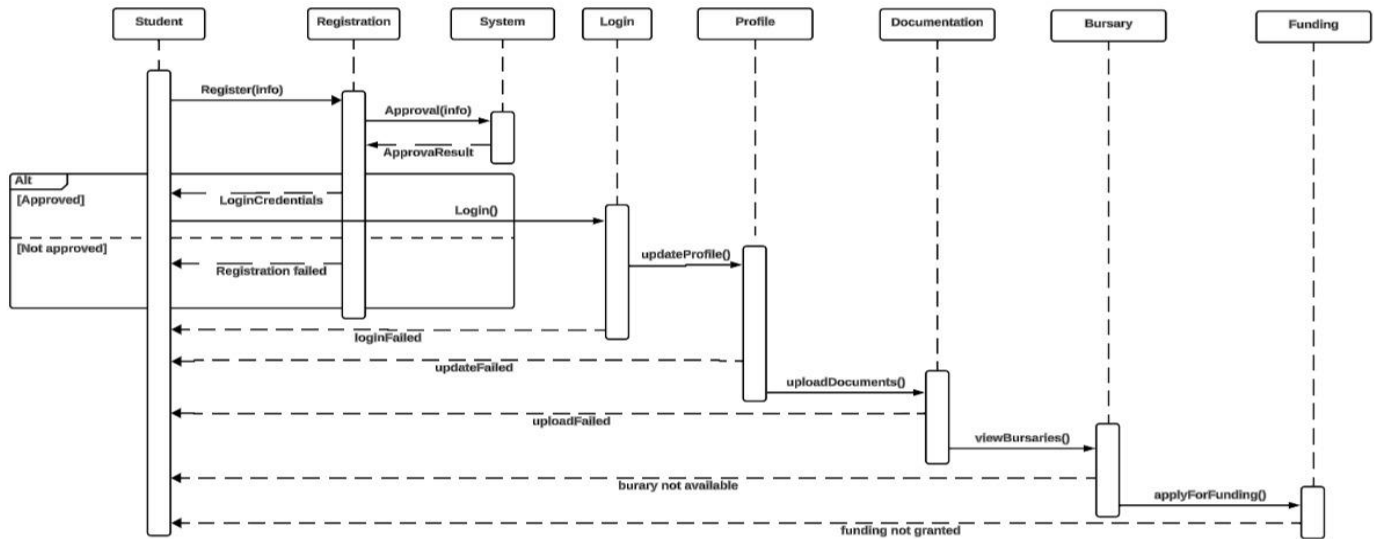 Student
Registration
System
Login
Profile
Documentation
Bursary
Funding
Register(info)
Approval(info)
ApprovaResult
Alt
[Approved]
LoginCredentials
Login()
[Not approved]
updateProfile()
Registration failed
loginFailed
updateFailed
uploadDocuments()
uploadFailed
viewBursaries()
burary not available
applyForFunding()
funding not granted